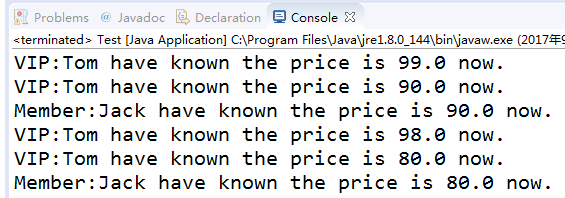 Problems @ Javadoc Declaration Console
<terminated> Test [Java Application] C:\Program Files\Java\jre1.8.0_144\bin\javaw.exe (2017年9
VIP:Tom have known the price is 99.0 now.
VIP:Tom have known the price is 90.0 now.
Member:Jack have known the price is 90.0 now.
VIP:Tom have known the price is 98.0 now.
VIP:Tom have known the price is 80.0 now.
Member:Jack have known the price is 80.0 now.